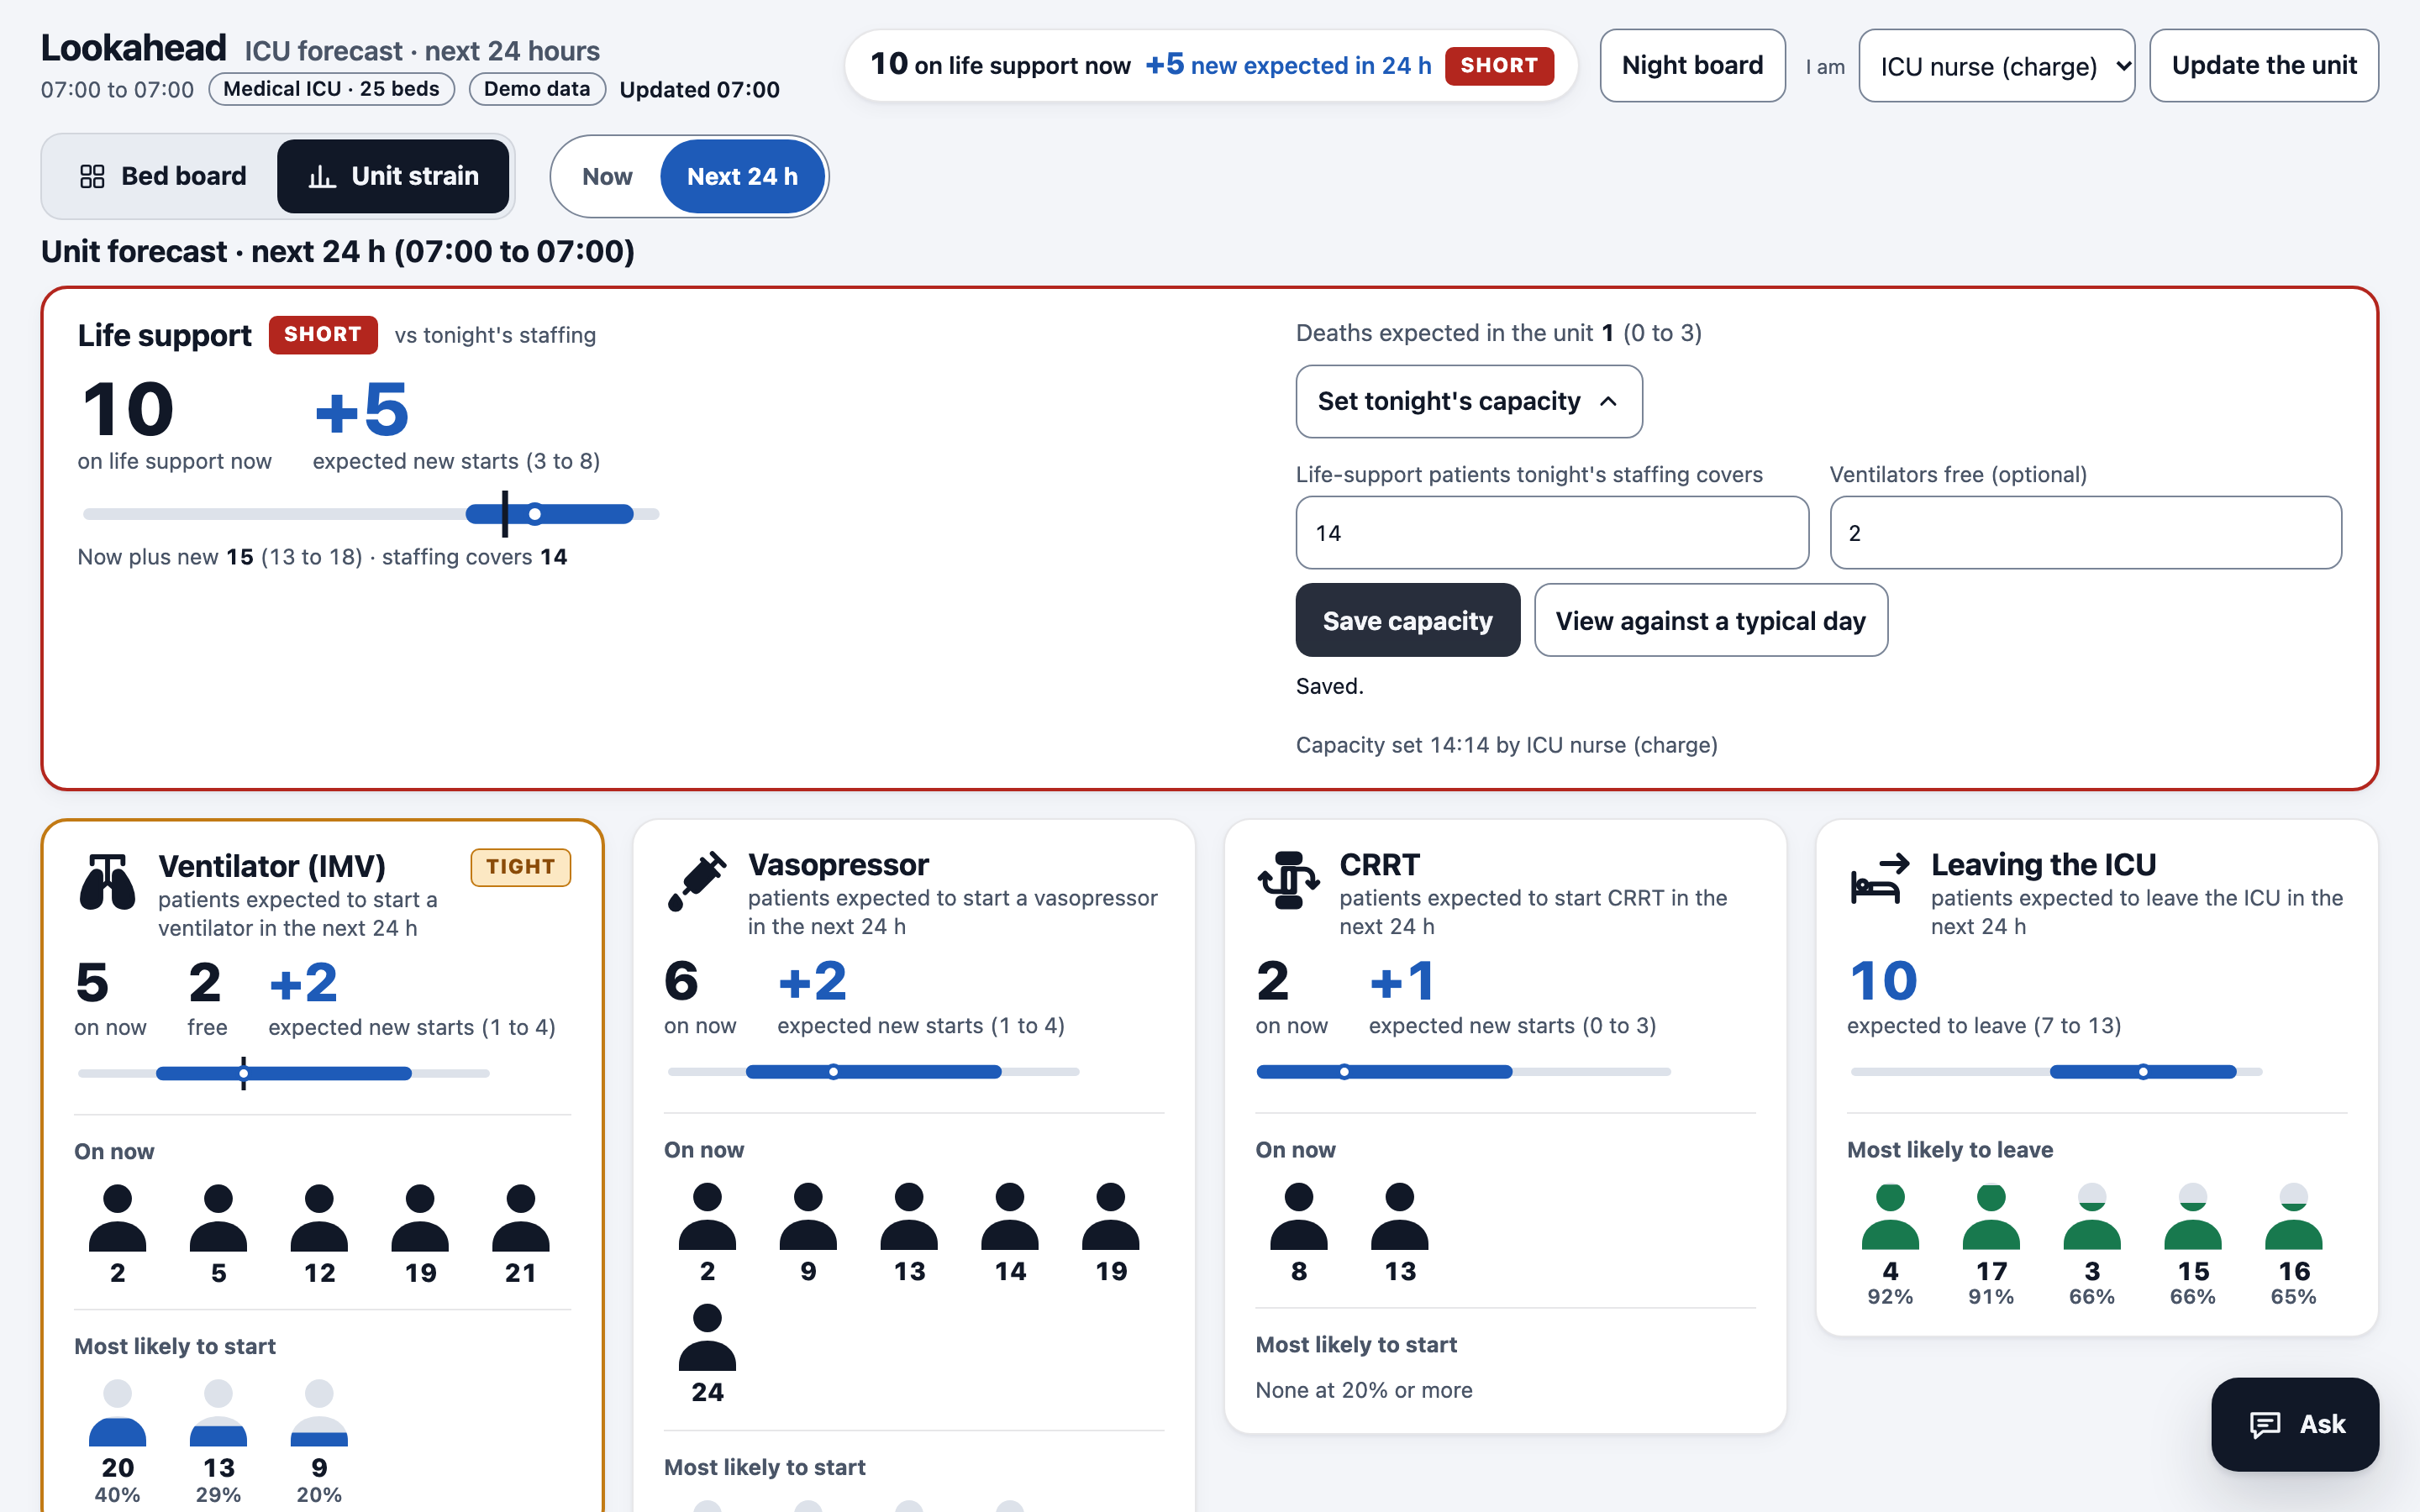 Lookahead ICU forecast · next 24 hours
07:00 to 07:00 Medical ICU · 25 beds Demo data Updated 07:00
10 on life support now +5 new expected in 24 h SHORT
Night board
I am ICU nurse (charge)
Update the unit
Bed board Unit strain
Now Next 24 h
Unit forecast · next 24 h (07:00 to 07:00)
Life support SHORT vs tonight's staffing
10 +5
on life support now expected new starts (3 to 8)
Now plus new 15 (13 to 18) · staffing covers 14
Deaths expected in the unit 1 (0 to 3)
Set tonight's capacity
Life-support patients tonight's staffing covers Ventilators free (optional)
14 2
Save capacity View against a typical day
Saved.
Capacity set 14:14 by ICU nurse (charge)
Ventilator (IMV) TIGHT
patients expected to start a
ventilator in the next 24 h
5 2 +2
on now free expected new starts (1 to 4)
On now
2 5 12 19 21
Most likely to start
20 13 9
40% 29% 20%
Vasopressor
patients expected to start a vasopressor
in the next 24 h
6 +2
on now expected new starts (1 to 4)
On now
2 9 13 14 19
24
Most likely to start
CRRT
patients expected to start CRRT in the
next 24 h
2 +1
on now expected new starts (0 to 3)
On now
8 13
Most likely to start
None at 20% or more
Leaving the ICU
patients expected to leave the ICU in the
next 24 h
10
expected to leave (7 to 13)
Most likely to leave
4 17 3 15 16
92% 91% 66% 66% 65%
Ask